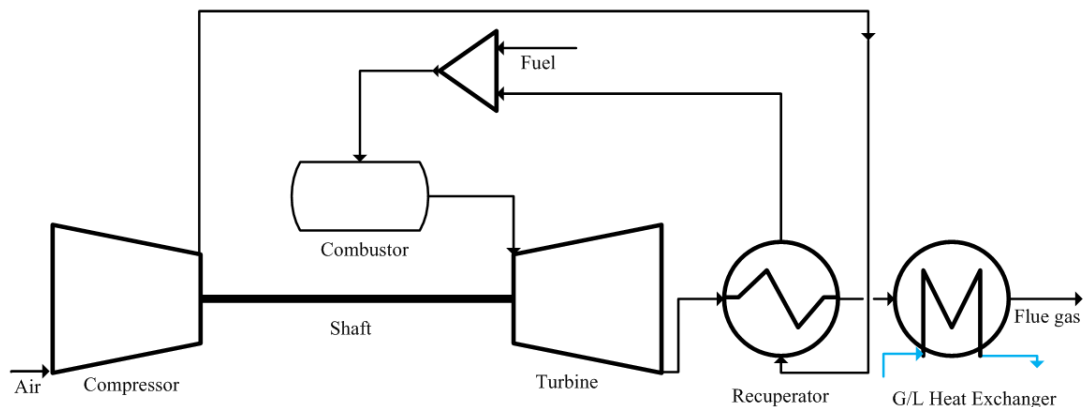 Fuel
Combustor
Shaft
Flue gas
Air
Compressor
Turbine
Recuperator
G/L Heat Exchanger